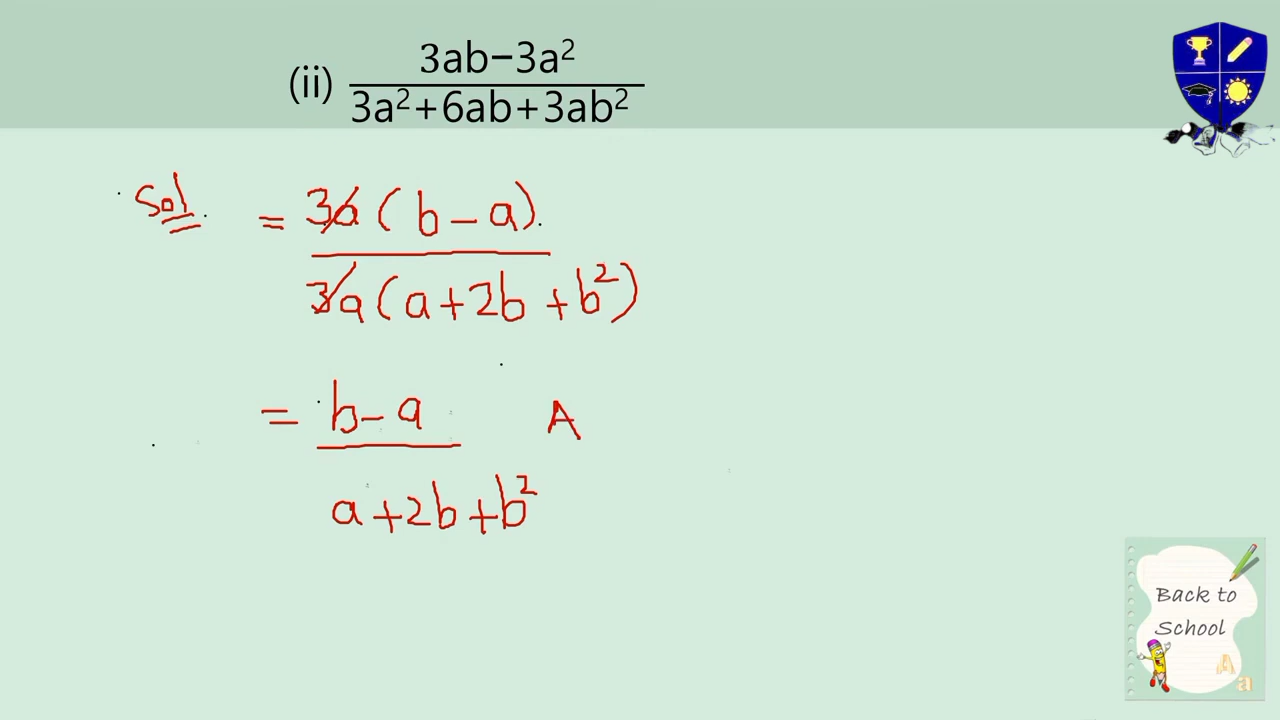 (ii) 3ab−3a²
3a²+6ab+3ab²
Sol
= 3a(b-a)
3a(a+2b+b²)
= b-a A
a+2b+b²
Back to
School
A
a